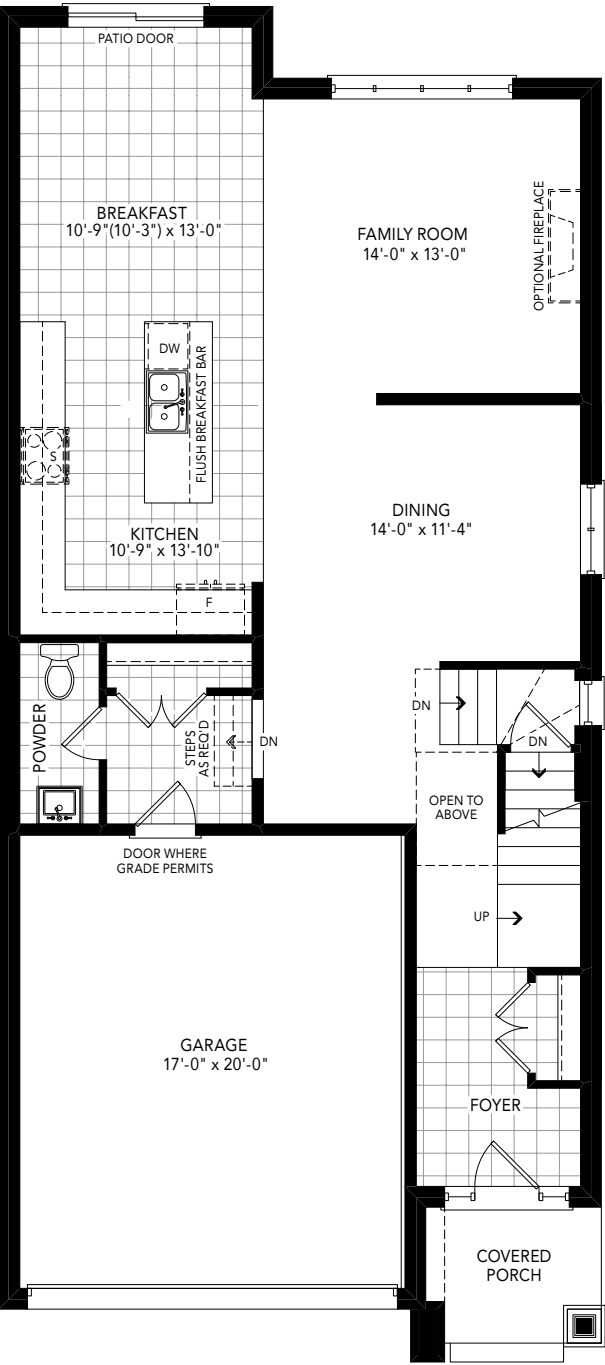 PATIO DOOR
BREAKFAST
10'-9"(10'-3") x 13'-0"
FAMILY ROOM
14'-0" x 13'-0"
OPTIONAL FIREPLACE
DW
FLUSH BREAKFAST BAR
S
DINING
14'-0" x 11'-4"
KITCHEN
10'-9" x 13'-10"
F
POWDER
STEPS
AS REQ'D
DN
DN
DN
OPEN TO
ABOVE
DOOR WHERE
GRADE PERMITS
UP
GARAGE
17'-0" x 20'-0"
FOYER
COVERED
PORCH